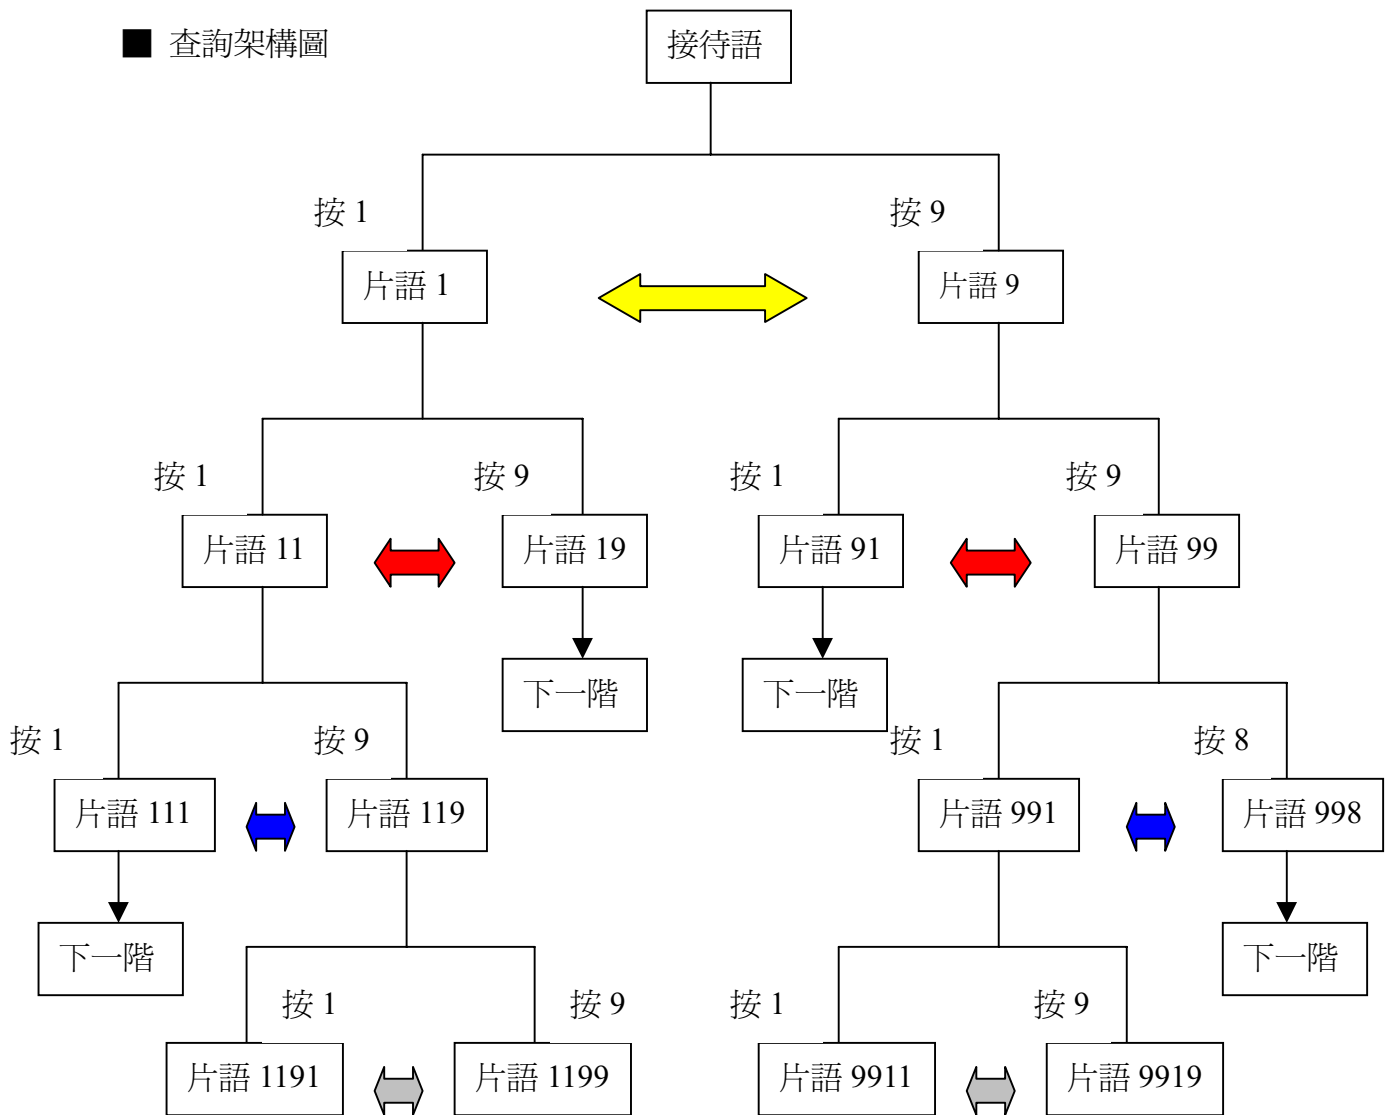 ■ 查詢架構圖
接待語
按 1
按 9
片語 1
片語 9
按 1
按 9
按 1
按 9
片語 11
片語 19
片語 91
片語 99
下一階
下一階
按 1
按 9
按 1
按 8
片語 111
片語 119
片語 991
片語 998
下一階
下一階
按 1
按 9
按 1
按 9
片語 1191
片語 1199
片語 9911
片語 9919